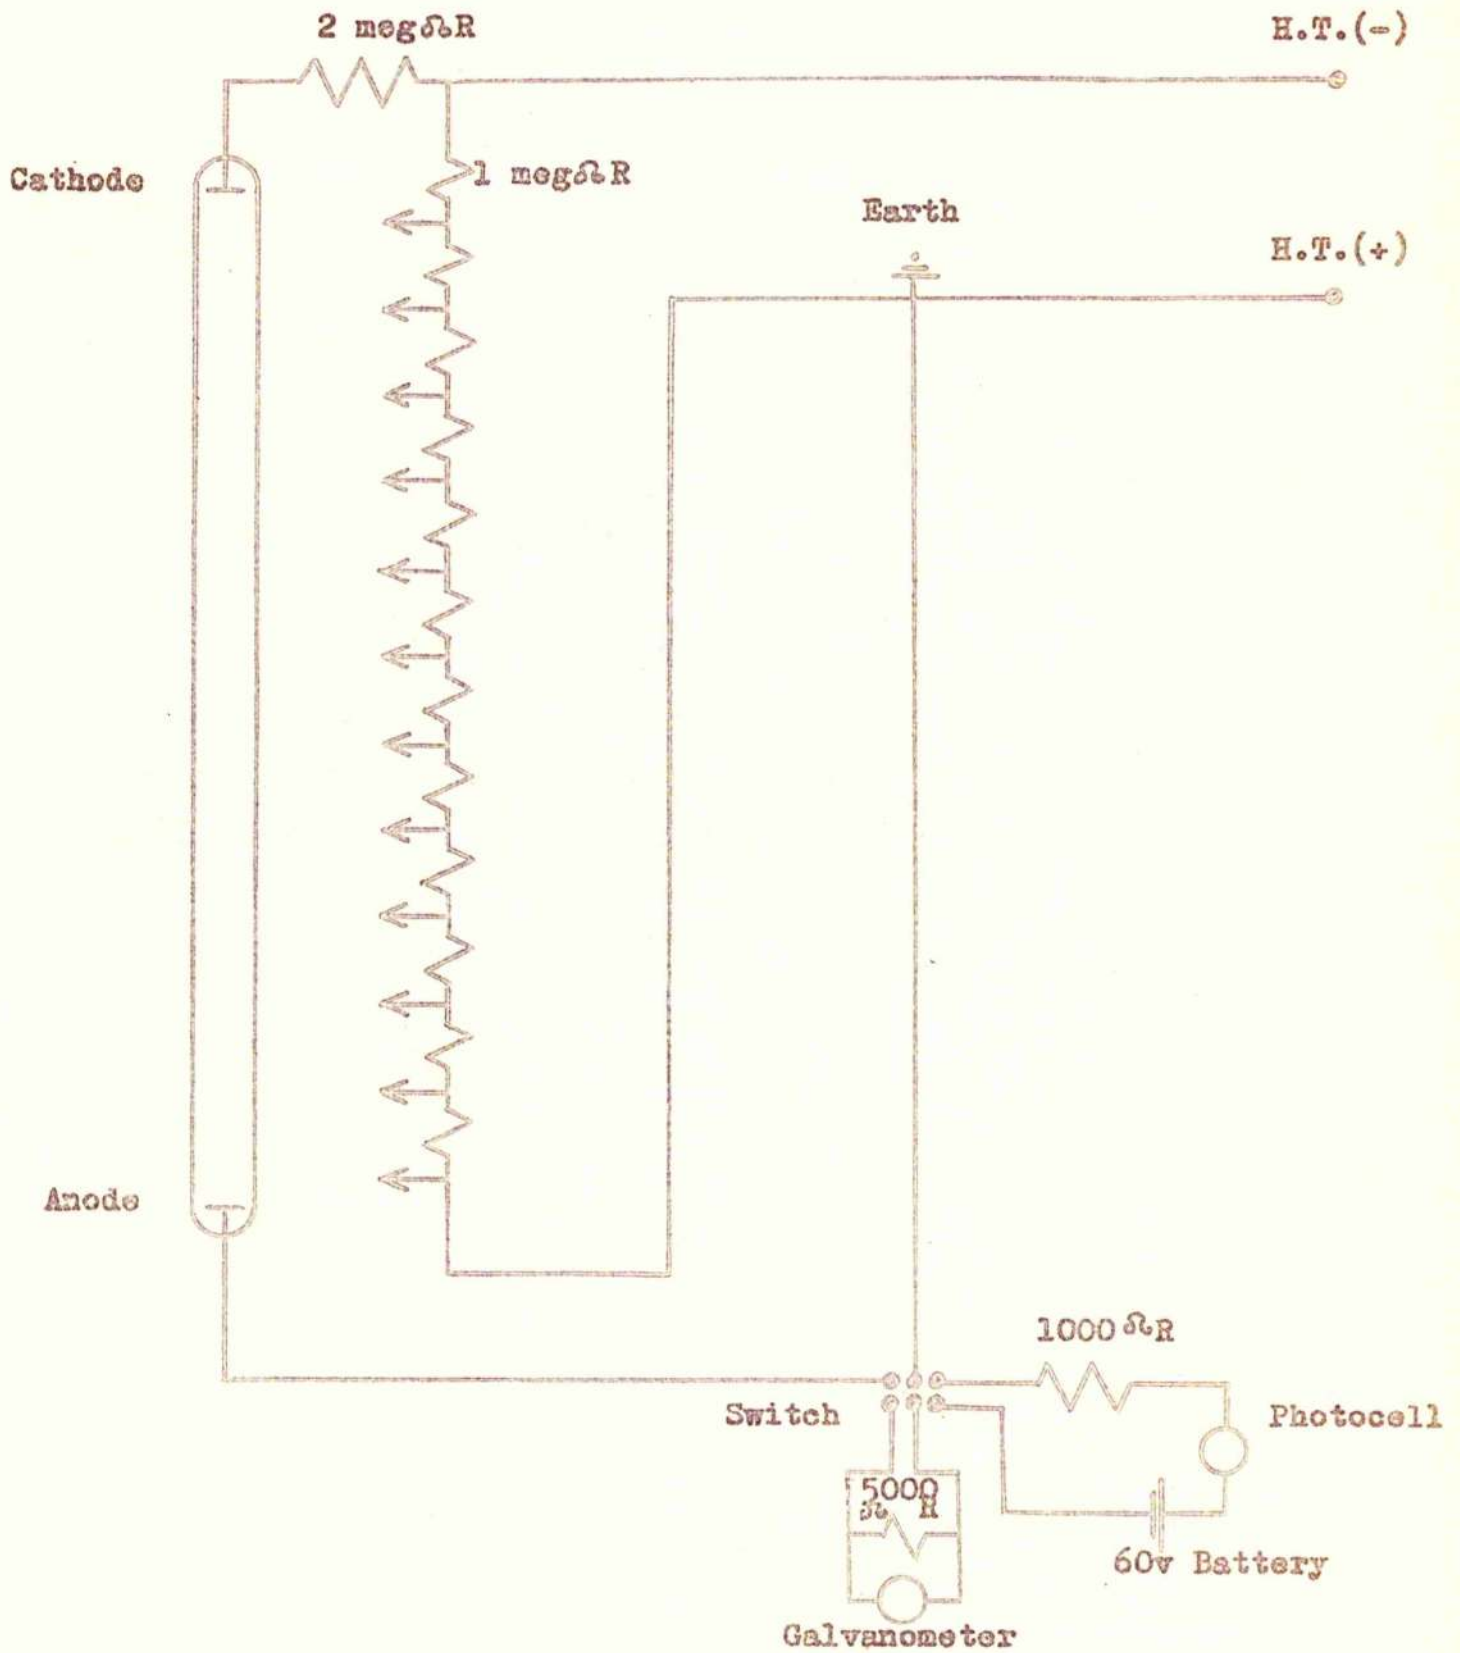 2 megΩR
H.T.(-)
Cathode
1 megΩR
Earth
H.T.(+)
Anode
1000 ΩR
Switch
Photocell
5000
Ω R
60v Battery
Galvanometer